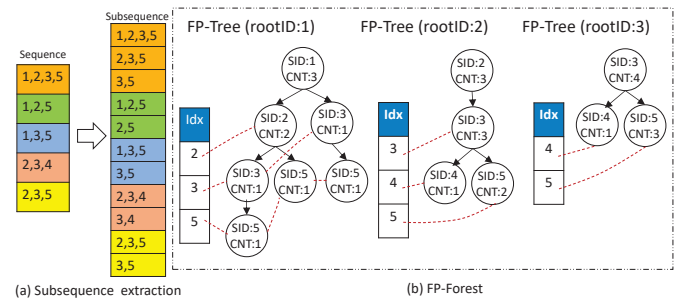 Sequence
1,2,3,5
1,2,5
1,3,5
2,3,4
2,3,5
Subsequence
1,2,3,5
2,3,5
3,5
1,2,5
2,5
1,3,5
3,5
2,3,4
3,4
2,3,5
3,5
(a) Subsequence extraction
FP-Tree (rootID:1)
SID:1
CNT:3
SID:2
CNT:2
SID:3
CNT:1
SID:3
CNT:1
SID:5
CNT:1
SID:5
CNT:1
SID:5
CNT:1
Idx
2
3
5
FP-Tree (rootID:2)
SID:2
CNT:3
SID:3
CNT:3
SID:4
CNT:1
SID:5
CNT:2
Idx
3
4
5
FP-Tree (rootID:3)
SID:3
CNT:4
SID:4
CNT:1
SID:5
CNT:3
Idx
4
5
(b) FP-Forest